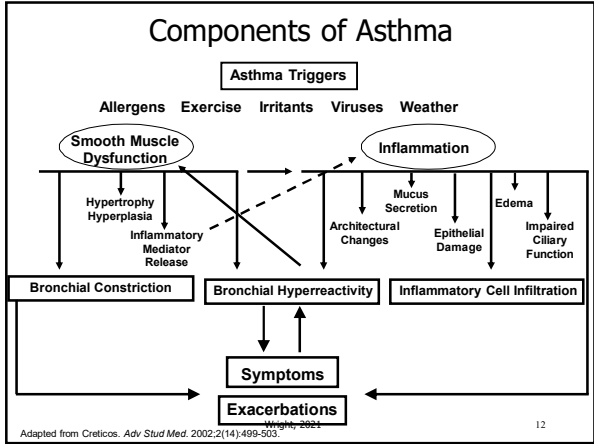 Components of Asthma
Asthma Triggers
Allergens Exercise Irritants Viruses Weather
Smooth Muscle
Dysfunction
Inflammation
Hypertrophy
Hyperplasia
Inflammatory
Mediator
Release
Architectural
Changes
Mucus
Secretion
Epithelial
Damage
Edema
Impaired
Ciliary
Function
Bronchial Constriction
Bronchial Hyperreactivity
Inflammatory Cell Infiltration
Symptoms
Exacerbations
Wright, 2021
12
Adapted from Creticos. Adv Stud Med. 2002;2(14):499-503.